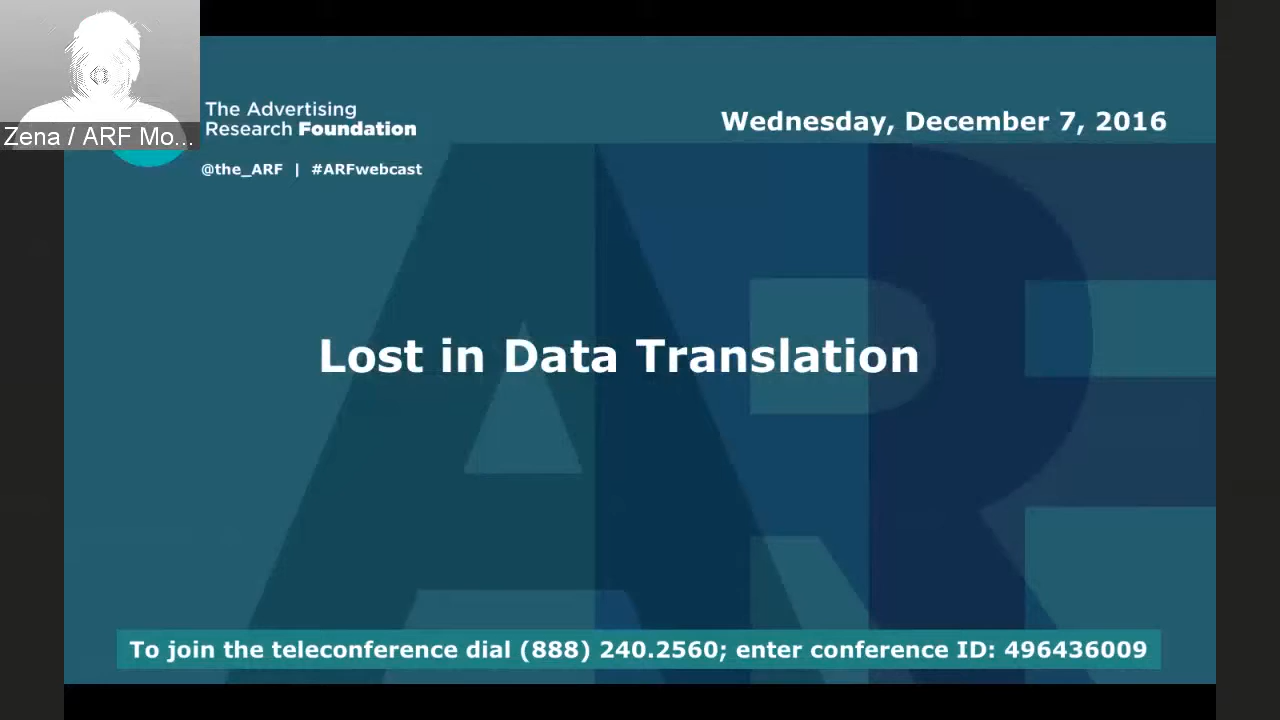 Zena / ARF Mo...
The Advertising
Research Foundation
@the_ARF | #ARFwebcast
Wednesday, December 7, 2016
Lost in Data Translation
To join the teleconference dial (888) 240.2560; enter conference ID: 496436009